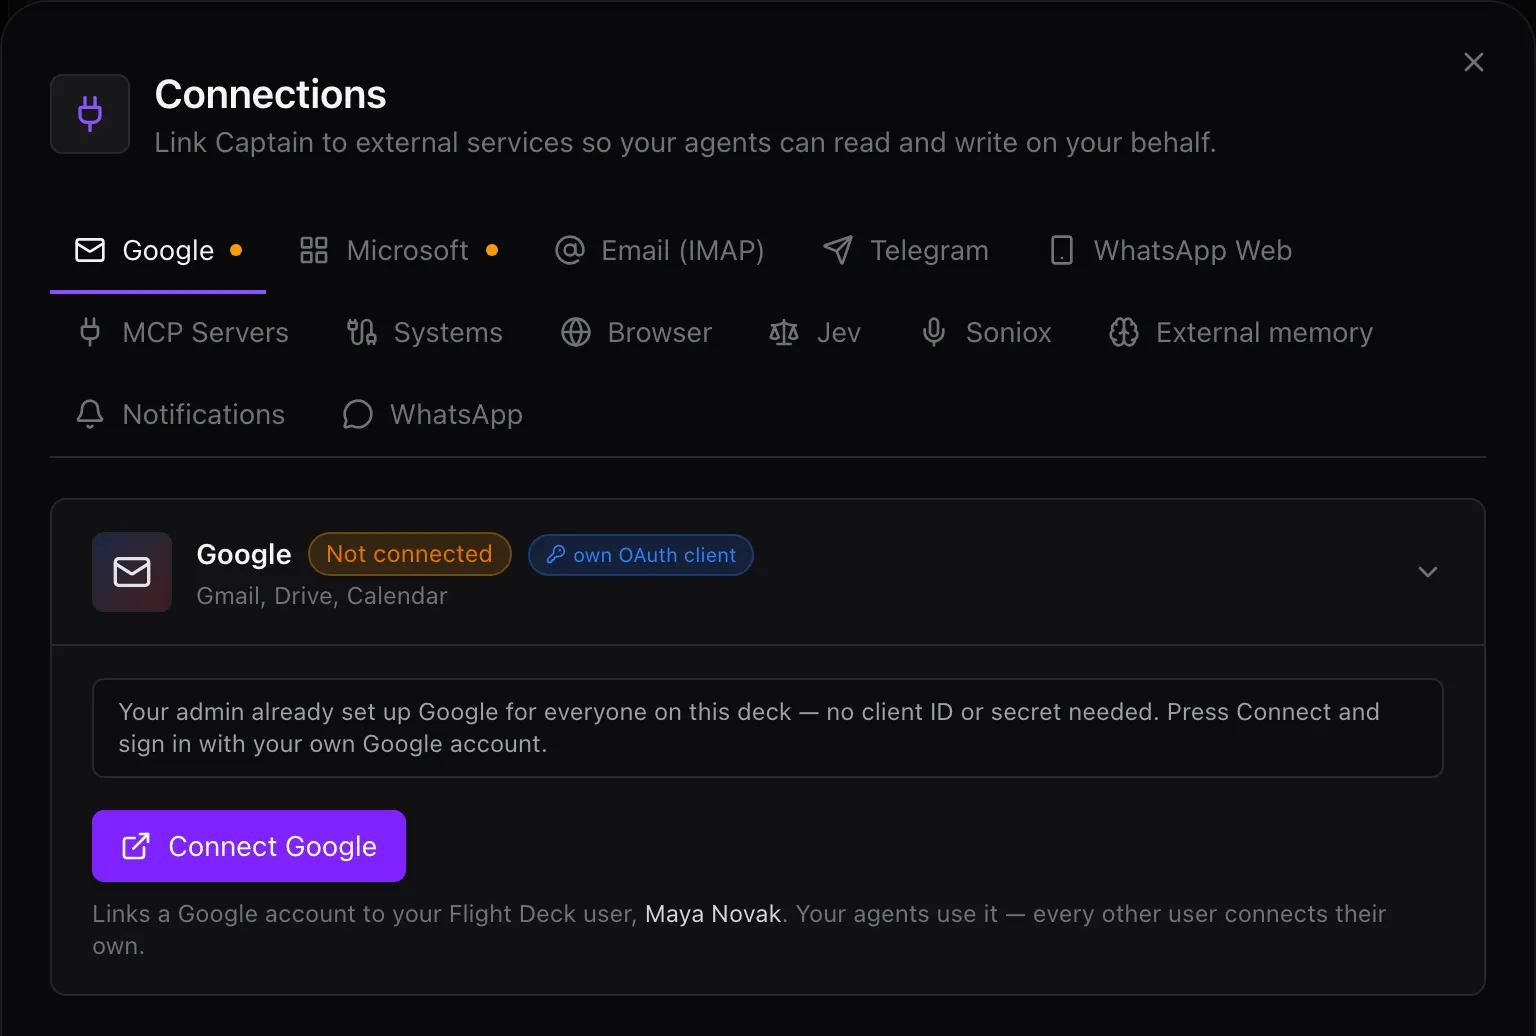 Connections
Link Captain to external services so your agents can read and write on your behalf.
Google
Microsoft
Email (IMAP)
Telegram
WhatsApp Web
MCP Servers
Systems
Browser
Jev
Soniox
External memory
Notifications
WhatsApp
Google
Not connected
own OAuth client
Gmail, Drive, Calendar
Your admin already set up Google for everyone on this deck — no client ID or secret needed. Press Connect and
sign in with your own Google account.
Connect Google
Links a Google account to your Flight Deck user, Maya Novak. Your agents use it — every other user connects their
own.